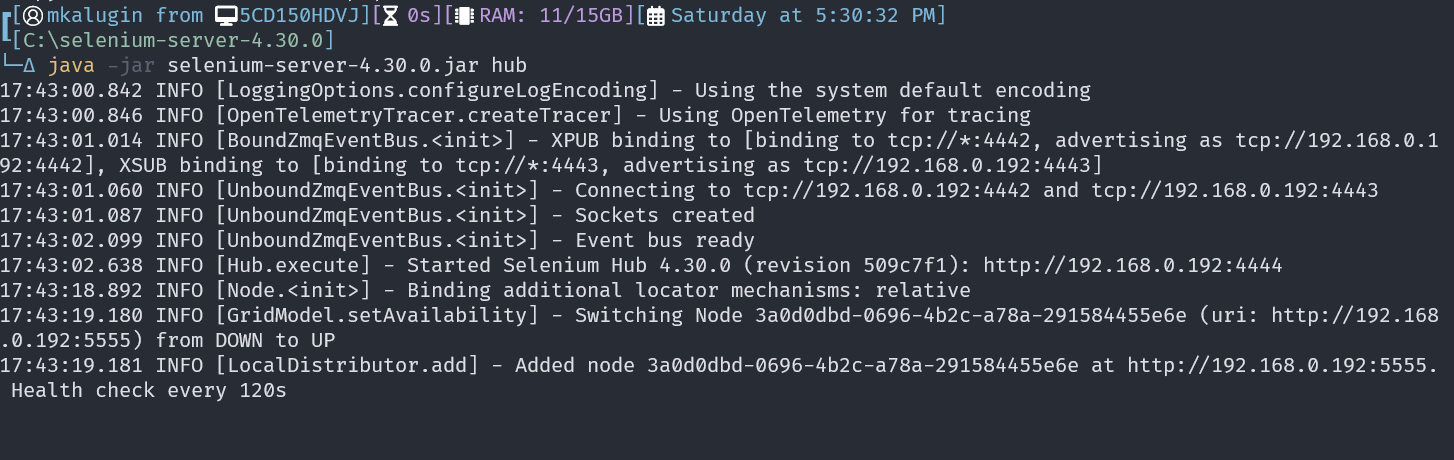 [mkalugin from 5CD150HDVJ][ 0s][RAM: 11/15GB][Saturday at 5:30:32 PM]
[C:\selenium-server-4.30.0]
└─Δ java -jar selenium-server-4.30.0.jar hub
17:43:00.842 INFO [LoggingOptions.configureLogEncoding] - Using the system default encoding
17:43:00.846 INFO [OpenTelemetryTracer.createTracer] - Using OpenTelemetry for tracing
17:43:01.014 INFO [BoundZmqEventBus.<init>] - XPUB binding to [binding to tcp://*:4442, advertising as tcp://192.168.0.1
92:4442], XSUB binding to [binding to tcp://*:4443, advertising as tcp://192.168.0.192:4443]
17:43:01.060 INFO [UnboundZmqEventBus.<init>] - Connecting to tcp://192.168.0.192:4442 and tcp://192.168.0.192:4443
17:43:01.087 INFO [UnboundZmqEventBus.<init>] - Sockets created
17:43:02.099 INFO [UnboundZmqEventBus.<init>] - Event bus ready
17:43:02.638 INFO [Hub.execute] - Started Selenium Hub 4.30.0 (revision 509c7f1): http://192.168.0.192:4444
17:43:18.892 INFO [Node.<init>] - Binding additional locator mechanisms: relative
17:43:19.180 INFO [GridModel.setAvailability] - Switching Node 3a0d0dbd-0696-4b2c-a78a-291584455e6e (uri: http://192.168
.0.192:5555) from DOWN to UP
17:43:19.181 INFO [LocalDistributor.add] - Added node 3a0d0dbd-0696-4b2c-a78a-291584455e6e at http://192.168.0.192:5555.
Health check every 120s